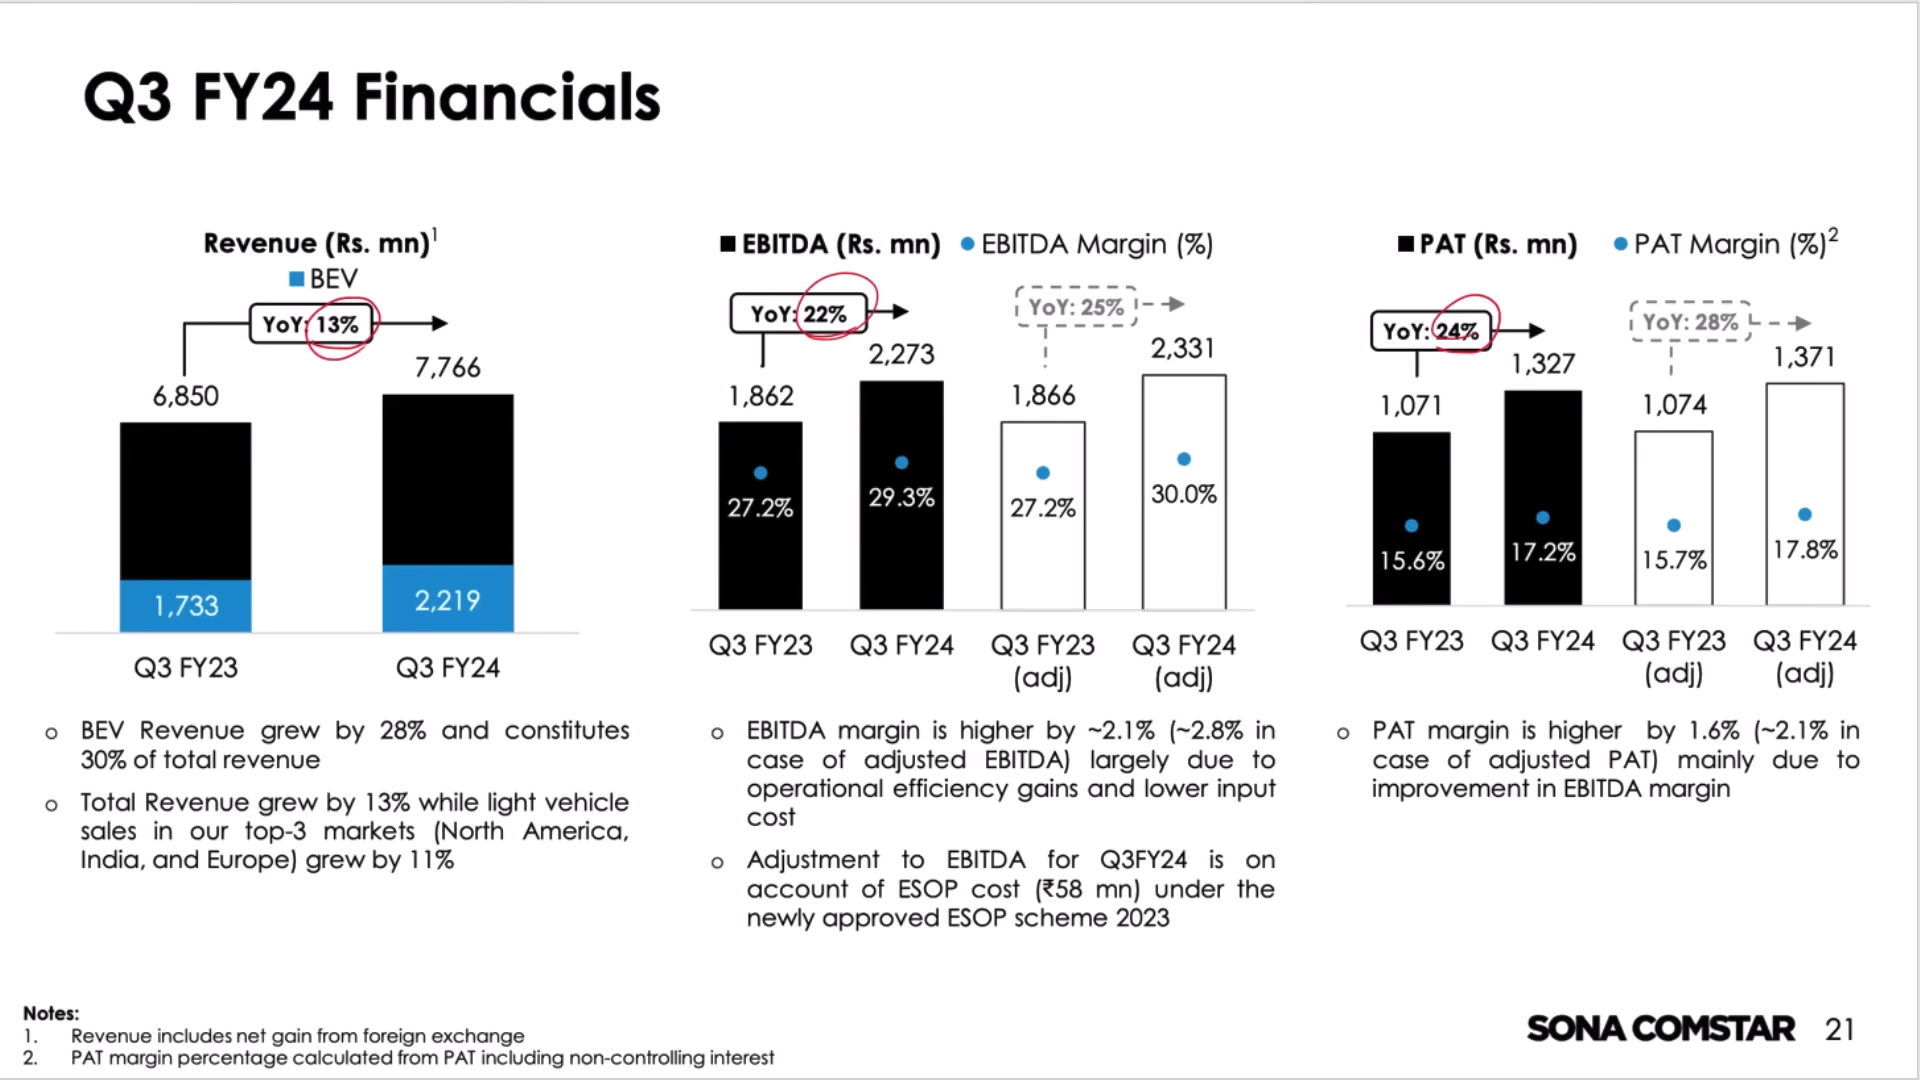 Q3 FY24 Financials
Revenue (Rs. mn)1
BEV
YoY: 13%
6,850
7,766
1,733
2,219
Q3 FY23
Q3 FY24
BEV Revenue grew by 28% and constitutes
30% of total revenue
Total Revenue grew by 13% while light vehicle
sales in our top-3 markets (North America,
India, and Europe) grew by 11%
EBITDA (Rs. mn) EBITDA Margin (%)
YoY: 22%
YoY: 25%
1,862
2,273
1,866
2,331
27.2%
29.3%
27.2%
30.0%
Q3 FY23
Q3 FY24
Q3 FY23
(adj)
Q3 FY24
(adj)
EBITDA margin is higher by ~2.1% (~2.8% in
case of adjusted EBITDA) largely due to
operational efficiency gains and lower input
cost
Adjustment to EBITDA for Q3FY24 is on
account of ESOP cost (₹58 mn) under the
newly approved ESOP scheme 2023
PAT (Rs. mn) PAT Margin (%)2
YoY: 24%
YoY: 28%
1,071
1,327
1,074
1,371
15.6%
17.2%
15.7%
17.8%
Q3 FY23
Q3 FY24
Q3 FY23
(adj)
Q3 FY24
(adj)
PAT margin is higher by 1.6% (~2.1% in
case of adjusted PAT) mainly due to
improvement in EBITDA margin
Notes:
1. Revenue includes net gain from foreign exchange
2. PAT margin percentage calculated from PAT including non-controlling interest
SONA COMSTAR 21